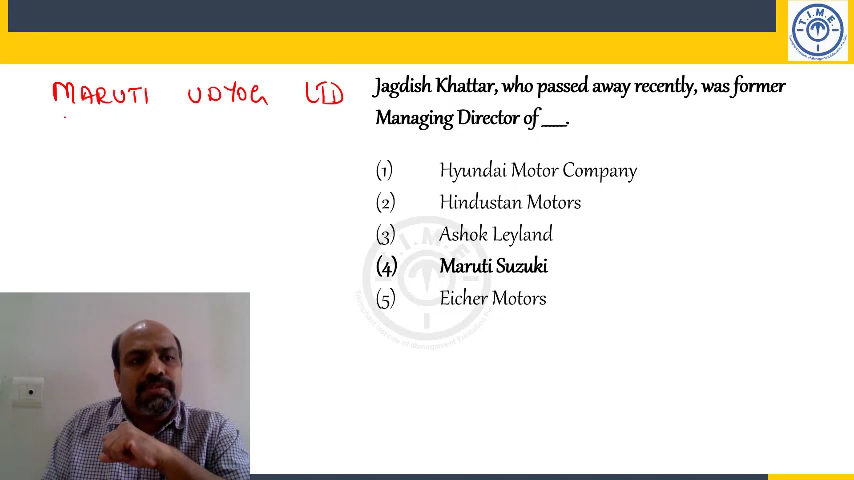 T.I.M.E.
MARUTI UDYOG LTD
Jagdish Khattar, who passed away recently, was former
Managing Director of ___.
(1) Hyundai Motor Company
(2) Hindustan Motors
(3) Ashok Leyland
(4) Maruti Suzuki
(5) Eicher Motors